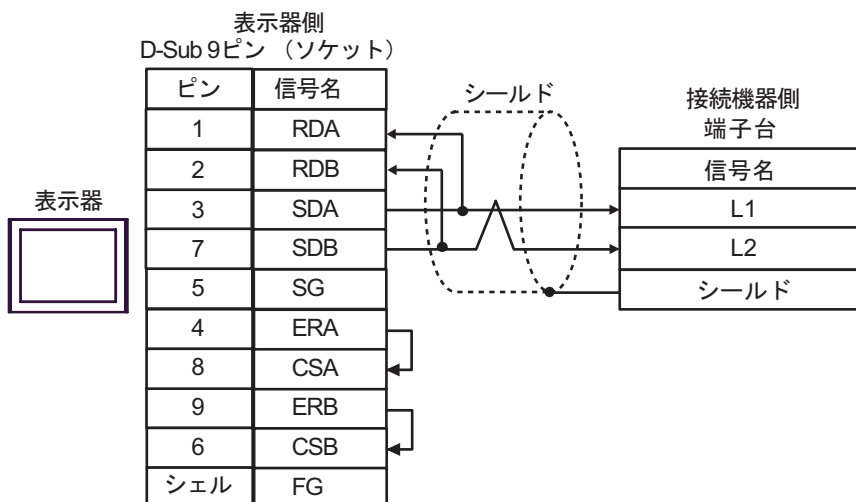 表示器側
D-Sub 9ピン （ソケット）
ピン 信号名
1 RDA
2 RDB
3 SDA
7 SDB
5 SG
4 ERA
8 CSA
9 ERB
6 CSB
シェル FG
表示器
シールド
接続機器側
端子台
信号名
L1
L2
シールド